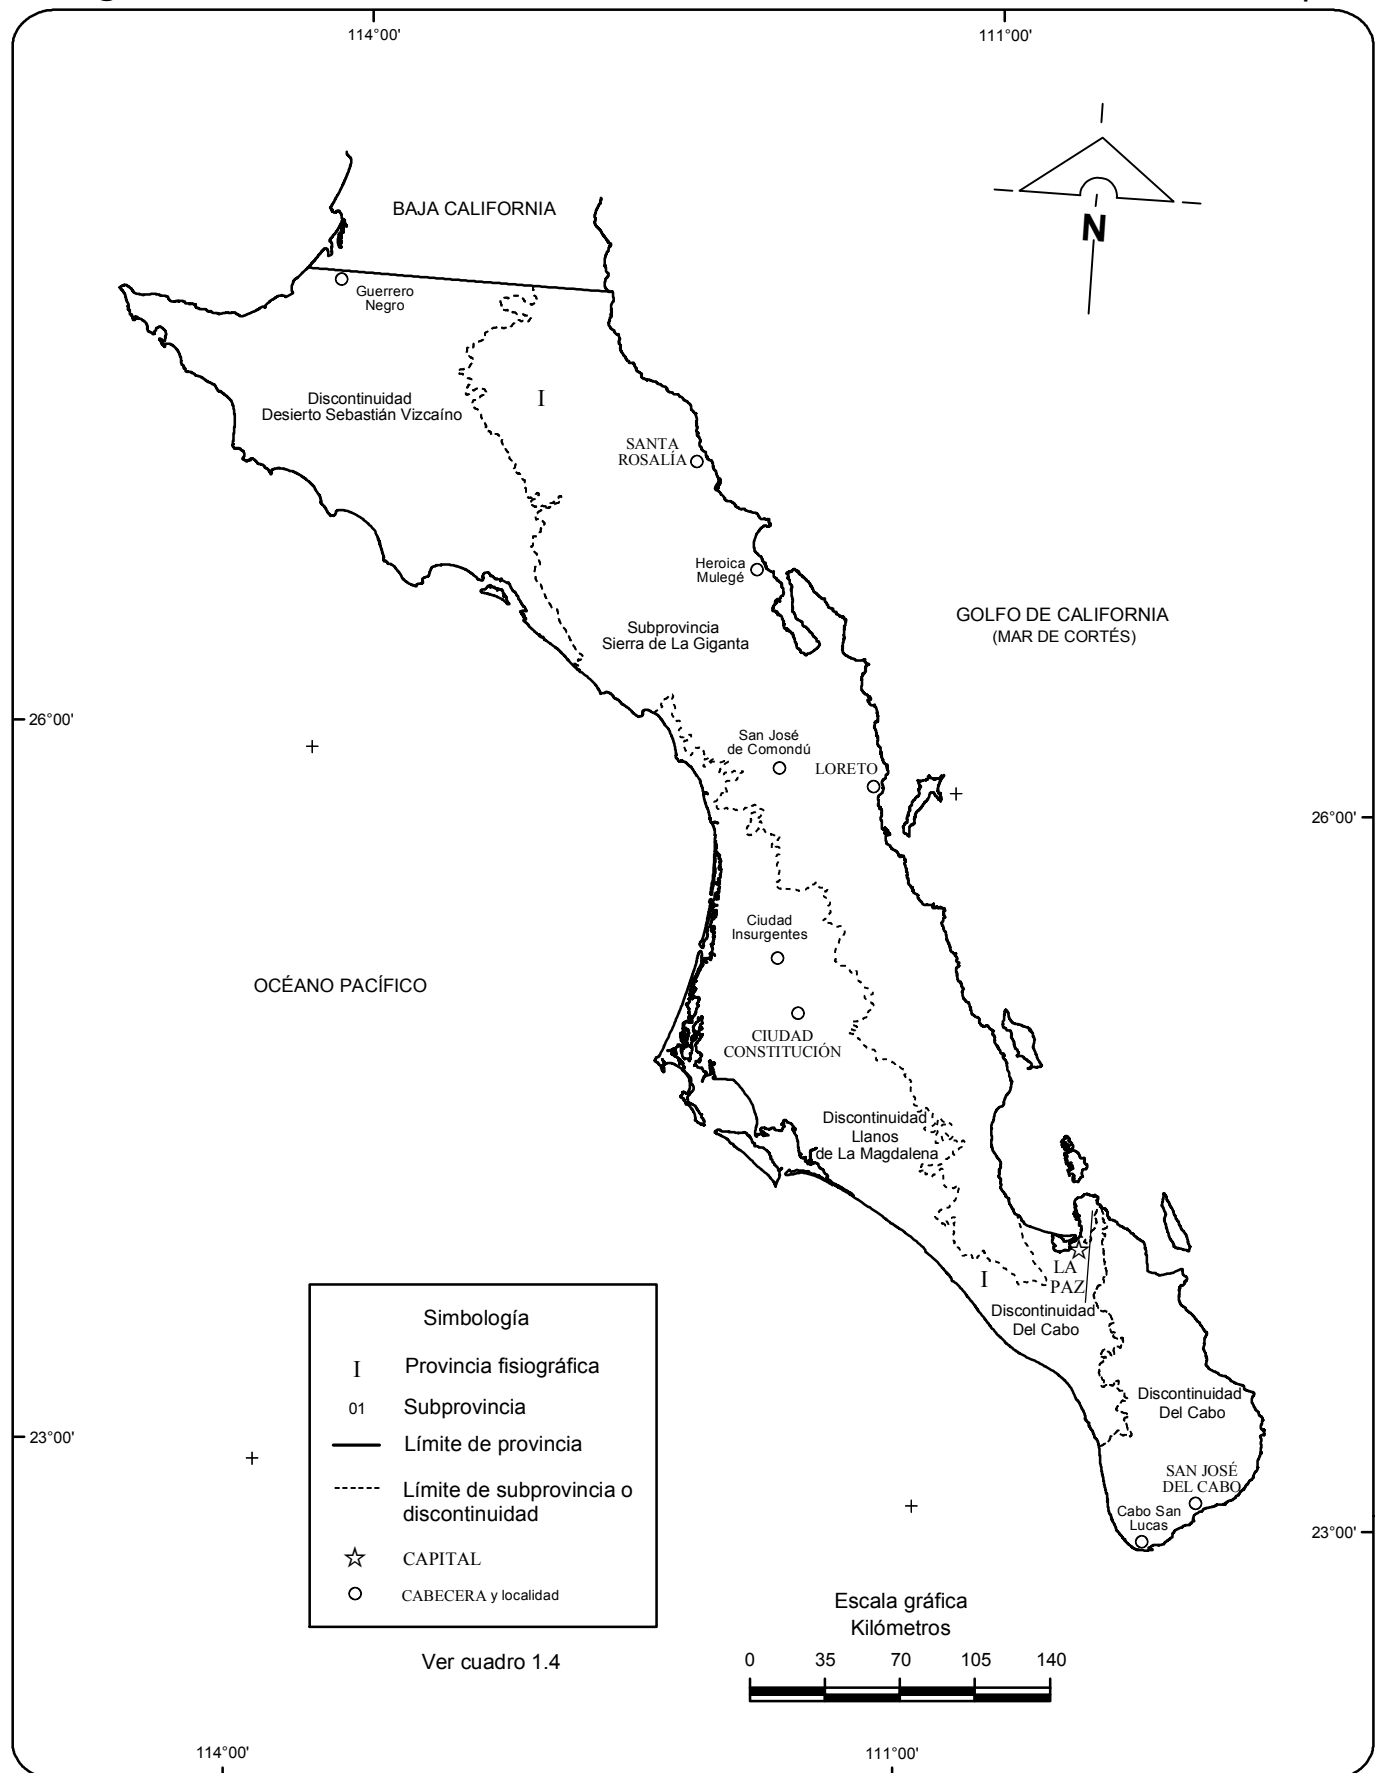 114°00'
111°00'
BAJA CALIFORNIA
N
Guerrero
Negro
Discontinuidad
Desierto Sebastián Vizcaíno
I
SANTA
ROSALÍA
Heroica
Mulegé
GOLFO DE CALIFORNIA
(MAR DE CORTÉS)
Subprovincia
Sierra de La Giganta
26°00'
San José
de Comondú
LORETO
26°00'
Ciudad
Insurgentes
OCÉANO PACÍFICO
CIUDAD
CONSTITUCIÓN
Discontinuidad
Llanos
de La Magdalena
I
LA
PAZ
Discontinuidad
Del Cabo
Discontinuidad
Del Cabo
23°00'
SAN JOSÉ
DEL CABO
Cabo San
Lucas
23°00'
Simbología
I Provincia fisiográfica
01 Subprovincia
Límite de provincia
Límite de subprovincia o
discontinuidad
CAPITAL
CABECERA y localidad
Ver cuadro 1.4
Escala gráfica
Kilómetros
0 35 70 105 140
114°00'
111°00'